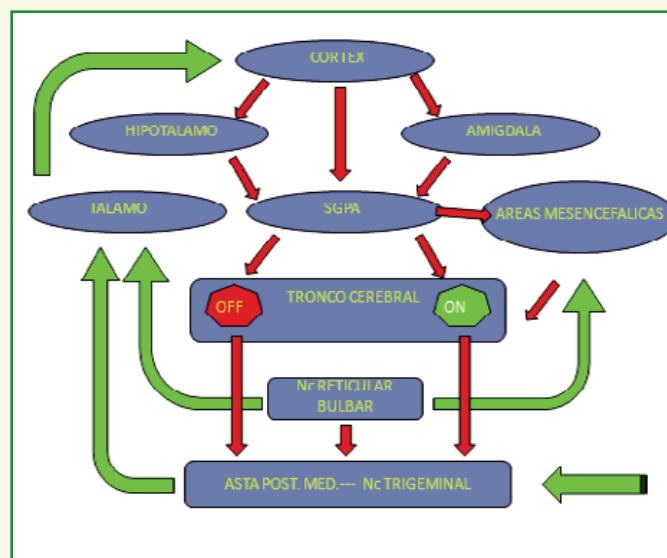 CORTEX
HIPOTALAMO
AMIGDALA
TALAMO
SGPA
AREAS MESENCEFALICAS
TRONCO CEREBRAL
OFF
ON
Nc RETICULAR
BULBAR
ASTA POST. MED.--- Nc TRIGEMINAL